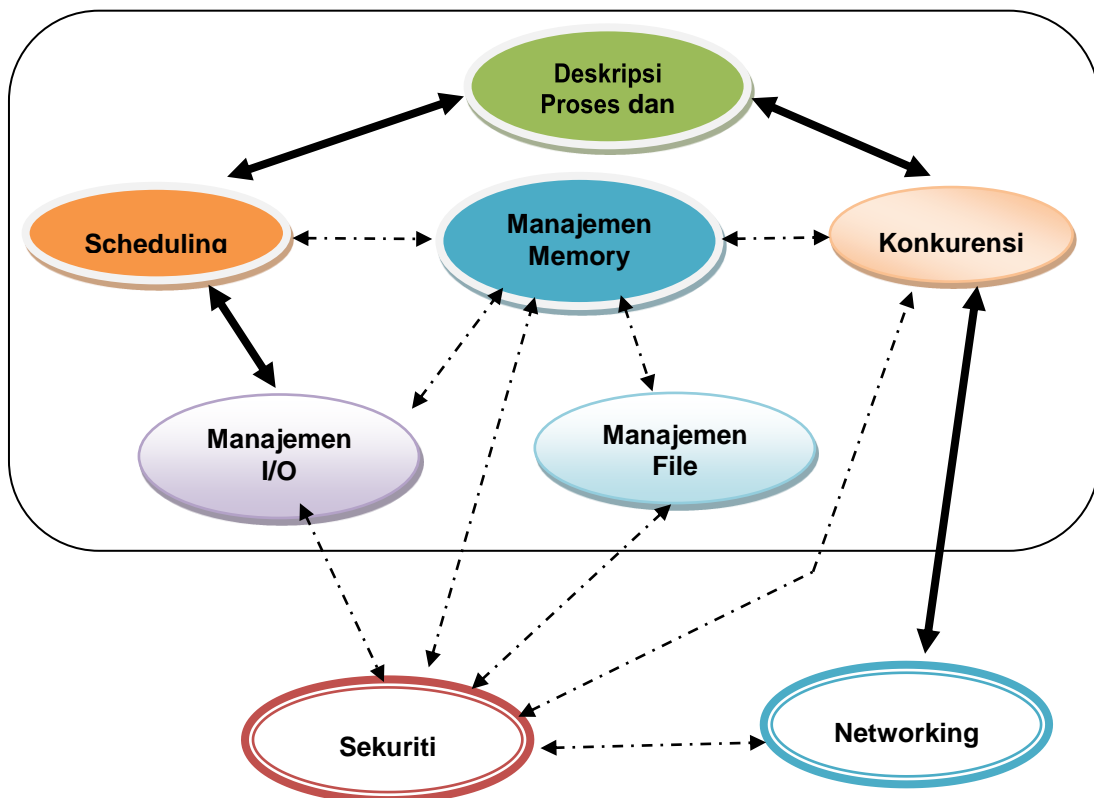 Deskripsi
Proses dan
Scheduling
Manajemen
Memory
Konkurensi
Manajemen
I/O
Manajemen
File
Sekuriti
Networking